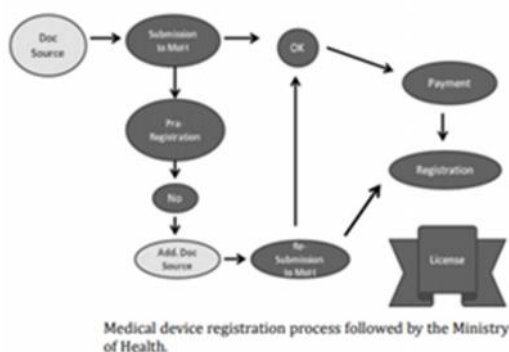 Doc
Source
Submission
to MoH
OK
Payment
Pra-
Registration
Registration
No
Add. Doc
Source
Re-
Submission
to MoH
License
Medical device registration process followed by the Ministry
of Health.